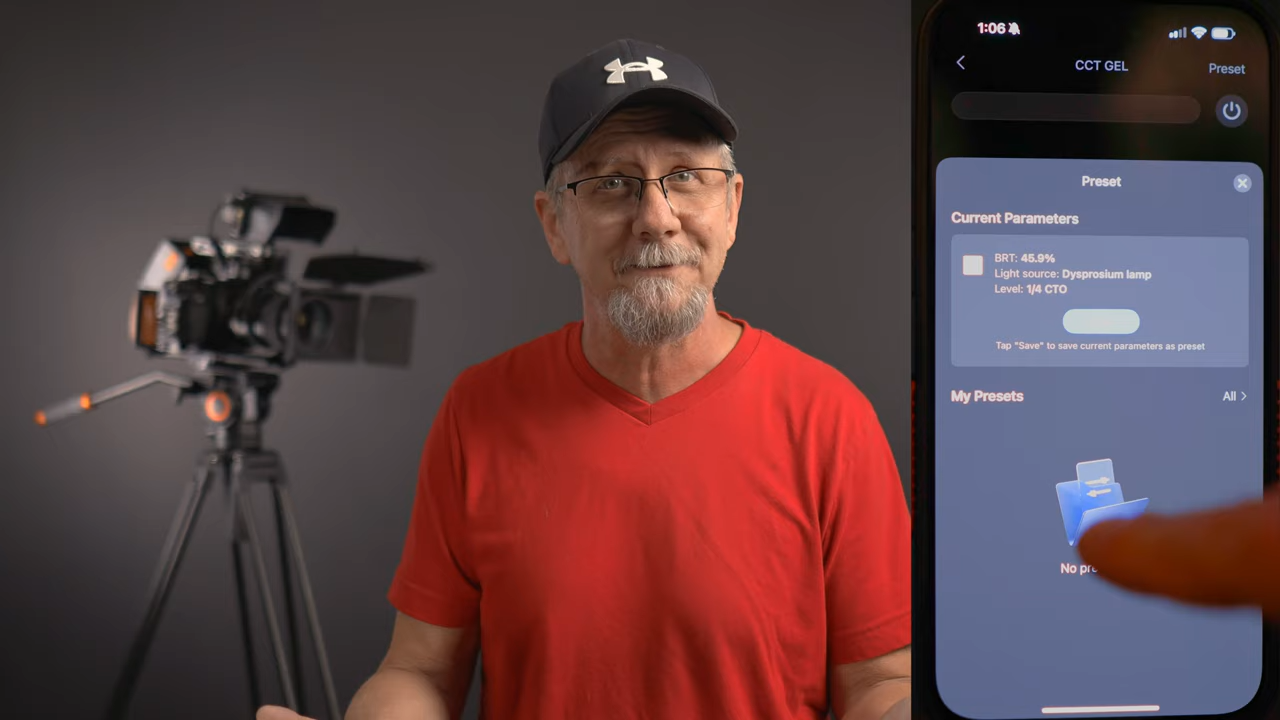 1:06
CCT GEL
Preset
Preset
Current Parameters
BRT: 45.9%
Light source: Dysprosium lamp
Level: 1/4 CTO
Tap "Save" to save current parameters as preset
My Presets
All >
No